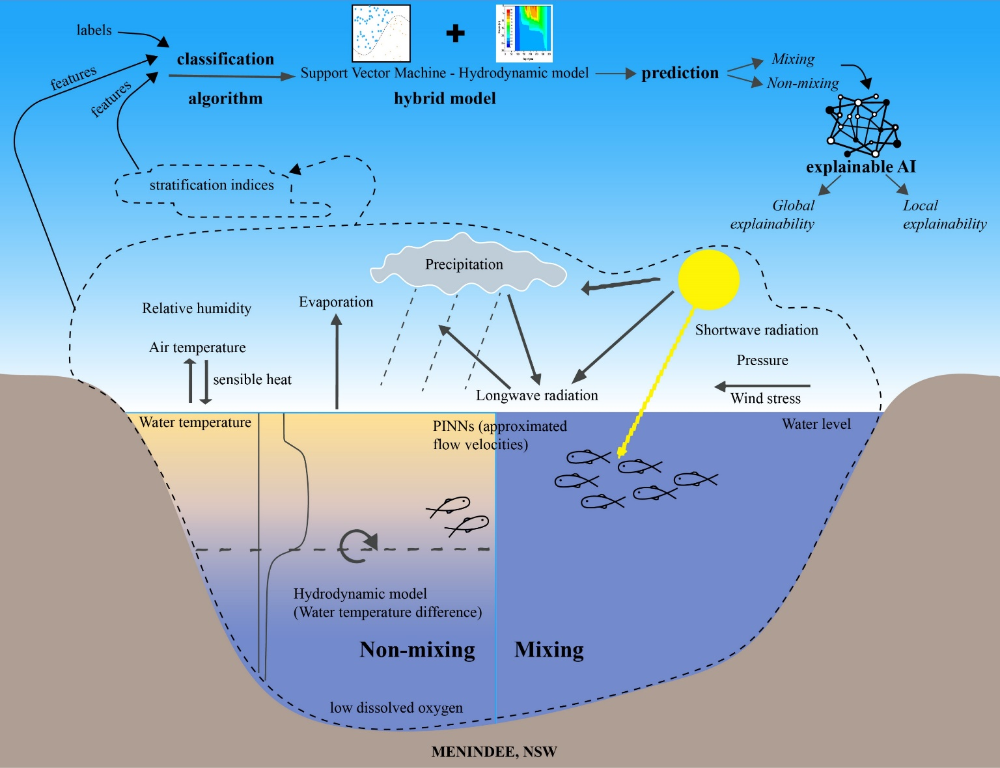 labels
features
features
classification
algorithm
Support Vector Machine - Hydrodynamic model
hybrid model
prediction
Mixing
Non-mixing
explainable AI
Global
explainability
Local
explainability
stratification indices
Precipitation
Relative humidity
Evaporation
Air temperature
sensible heat
Shortwave radiation
Pressure
Longwave radiation
Wind stress
Water temperature
PINNs (approximated
flow velocities)
Water level
Hydrodynamic model
(Water temperature difference)
Non-mixing
Mixing
low dissolved oxygen
MENINDEE, NSW